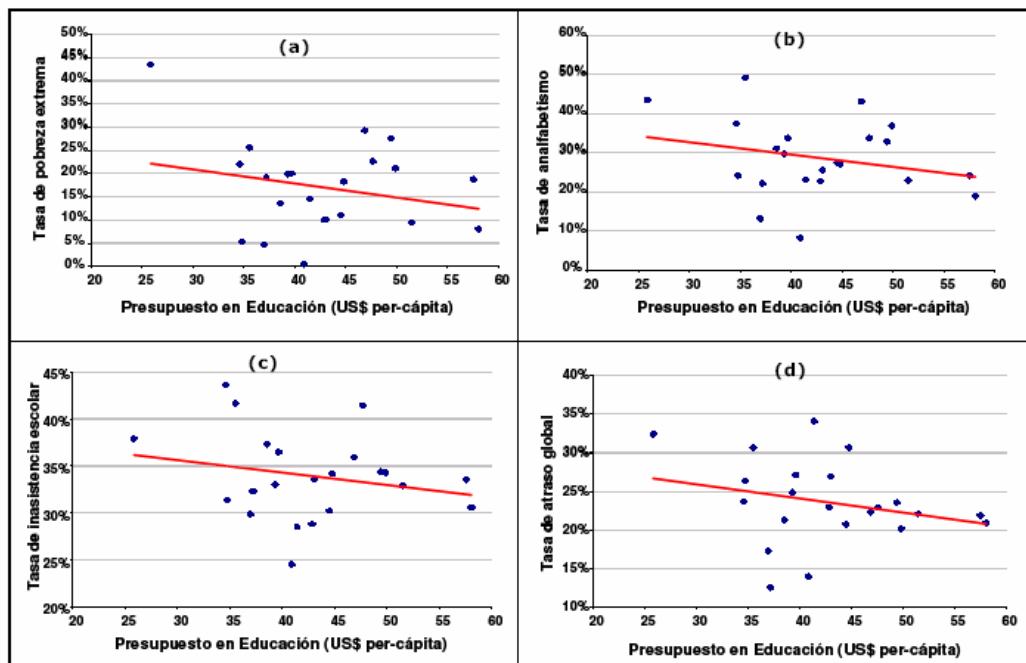 (a)
Tasa de pobreza extrema
50%
45%
40%
35%
30%
25%
20%
15%
10%
5%
0%
20 30 35 40 45 50 55 60
Presupuesto en Educación (US$ per-cápita)
(b)
Tasa de analfabetismo
60%
50%
40%
30%
20%
10%
0%
20 25 30 35 40 45 50 55 60
Presupuesto en Educación (US$ per-cápita)
(c)
Tasa de inasistencia escolar
45%
40%
35%
30%
25%
20%
20 25 30 35 40 45 50 55 60
Presupuesto en Educación (US$ per-cápita)
(d)
Tasa de atraso global
40%
35%
30%
25%
20%
15%
10%
20 25 30 35 40 45 50 55 60
Presupuesto en Educación (US$ per-cápita)